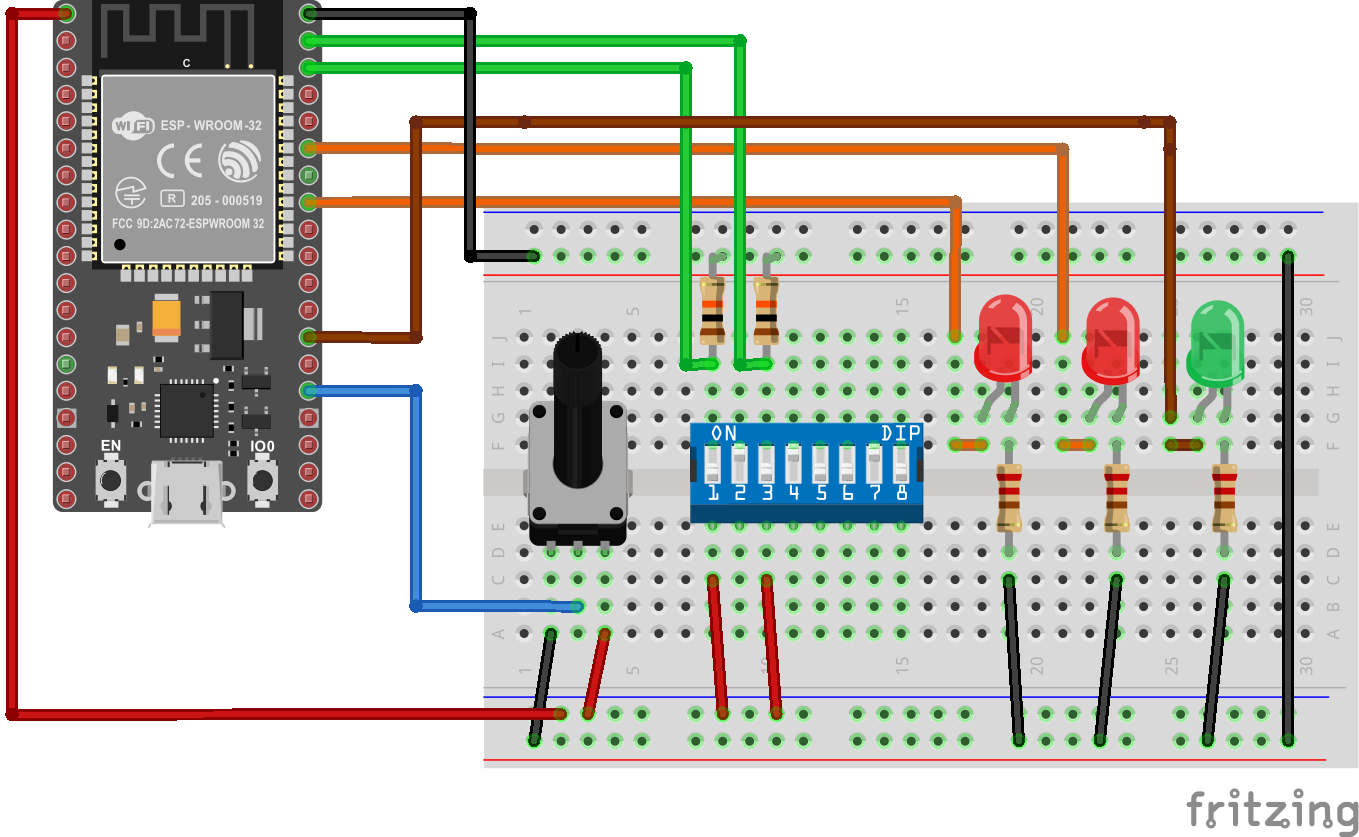 C
WiFi ESP-WROOM-32
CE
R 205-000519
FCC 9D:2AC72-ESPWROOM 32
EN IO0
1 5 15 20 30
J J
I I
H H
G G
F F
ON DIP
1 2 3 4 5 6 7 8
E E
D D
C C
B B
A A
1 5 15 20 25 30
fritzing